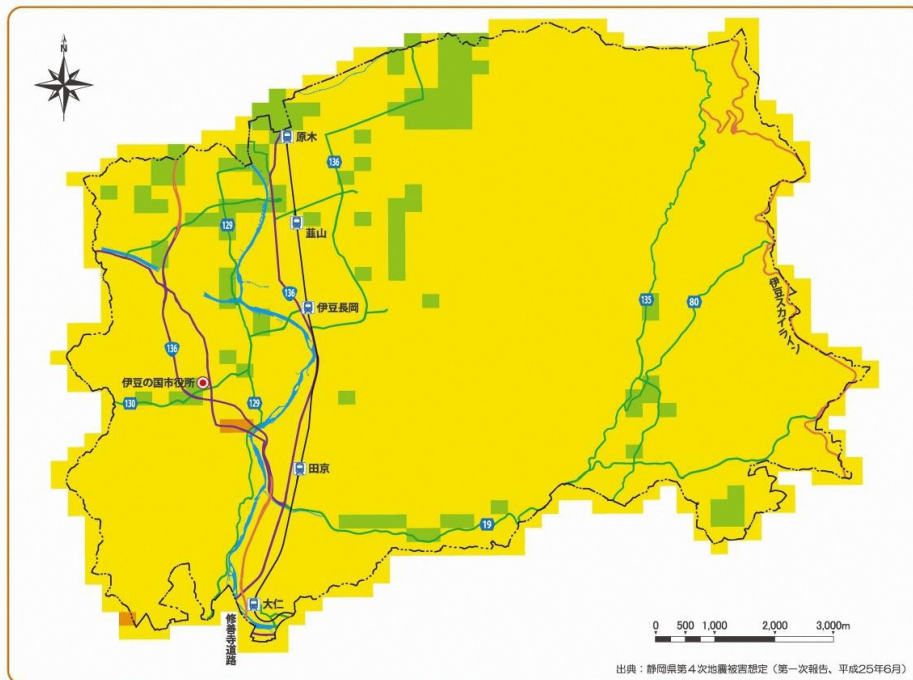 N
原木
136
129
韮山
136
伊豆長岡
135
80
伊豆スカイライン
136
伊豆の国市役所
130
129
田京
19
大仁
修善寺道路
0 500 1,000 2,000 3,000m
出典：静岡県第４次地震被害想定（第一次報告、平成25年6月）